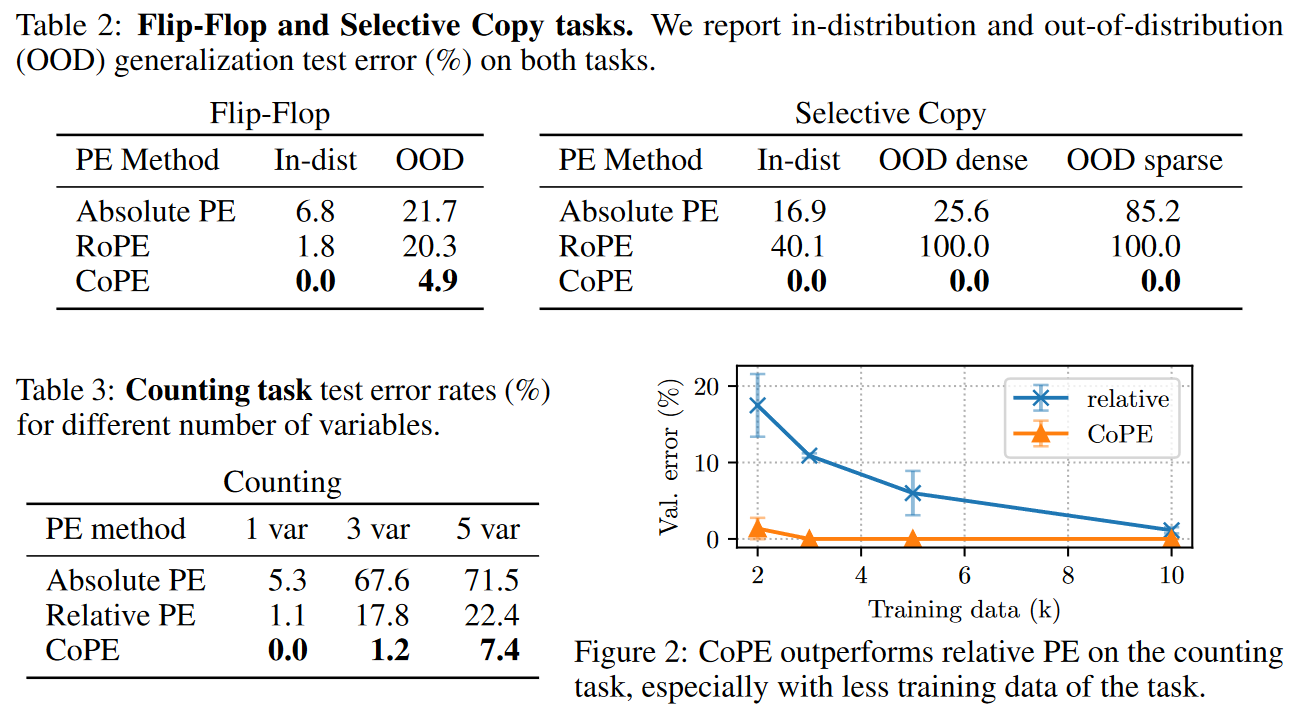 Table 2: Flip-Flop and Selective Copy tasks. We report in-distribution and out-of-distribution
(OOD) generalization test error (%) on both tasks.
Flip-Flop
PE Method In-dist OOD
Absolute PE 6.8 21.7
RoPE 1.8 20.3
CoPE 0.0 4.9
Selective Copy
PE Method In-dist OOD dense OOD sparse
Absolute PE 16.9 25.6 85.2
RoPE 40.1 100.0 100.0
CoPE 0.0 0.0 0.0
Table 3: Counting task test error rates (%)
for different number of variables.
Counting
PE method 1 var 3 var 5 var
Absolute PE 5.3 67.6 71.5
Relative PE 1.1 17.8 22.4
CoPE 0.0 1.2 7.4
Val. error (%)
20
10
0
relative
CoPE
2 4 6 8 10
Training data (k)
Figure 2: CoPE outperforms relative PE on the counting
task, especially with less training data of the task.